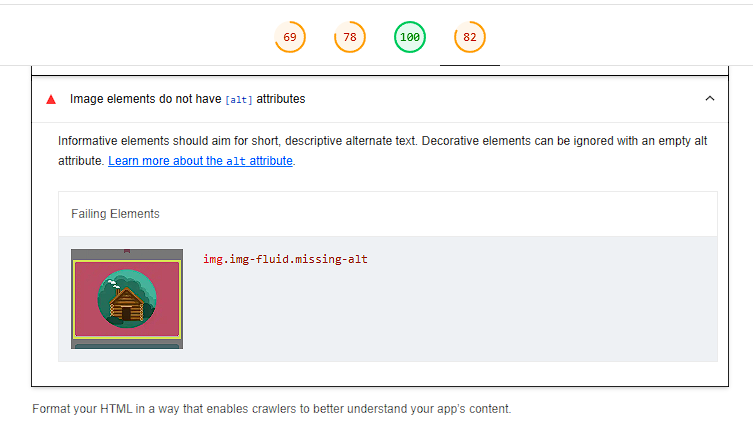 69 78 100 82
Image elements do not have [alt] attributes
Informative elements should aim for short, descriptive alternate text. Decorative elements can be ignored with an empty alt
attribute. Learn more about the alt attribute.
Failing Elements
img.img-fluid.missing-alt
Format your HTML in a way that enables crawlers to better understand your app’s content.